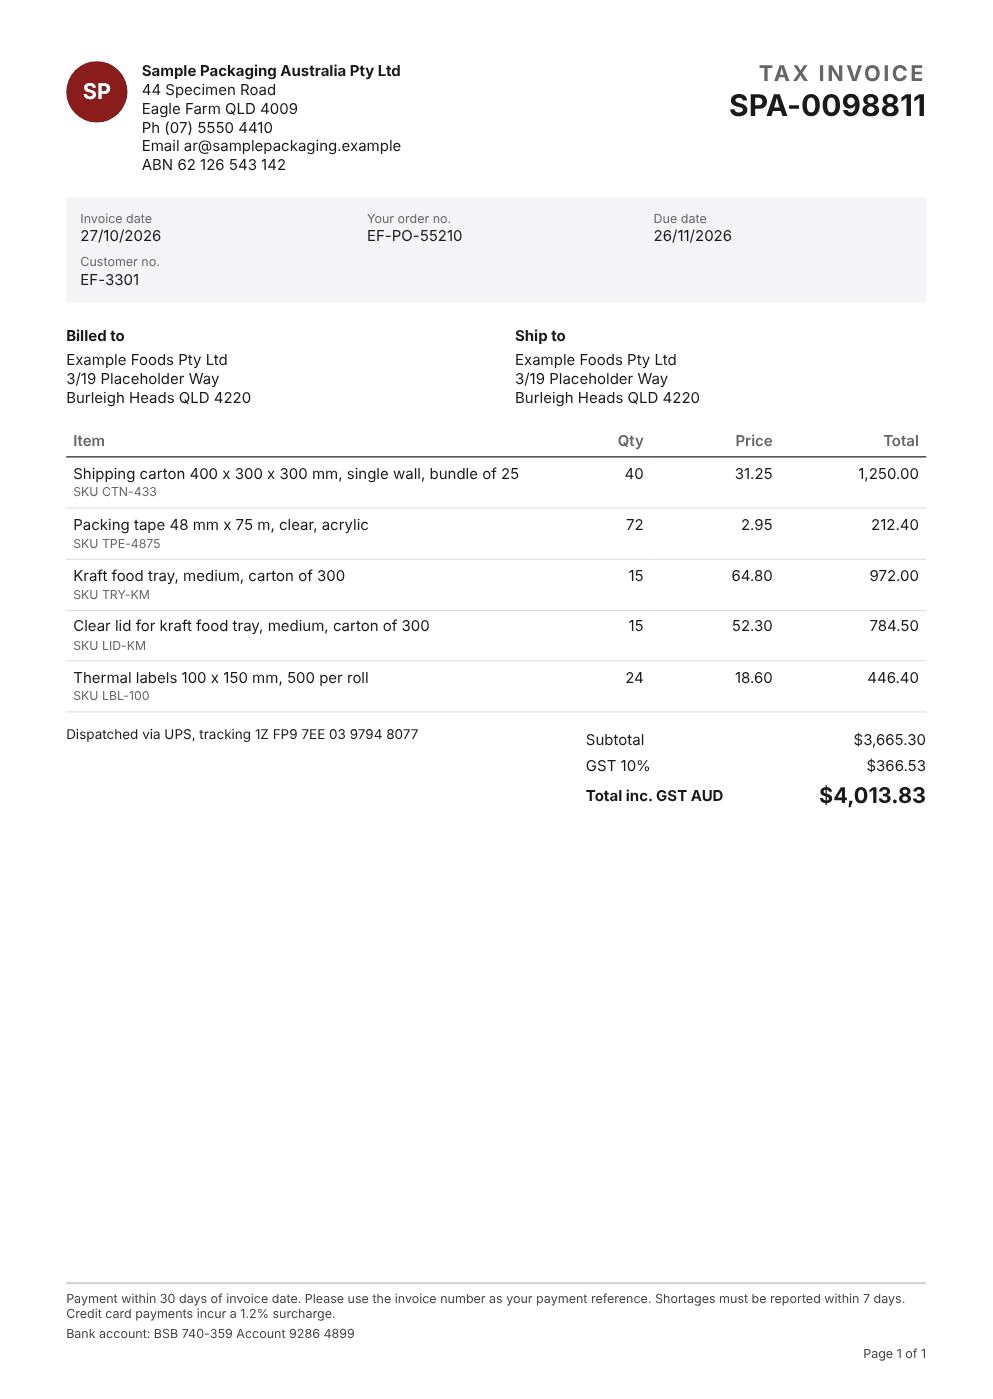 SP
Sample Packaging Australia Pty Ltd
44 Specimen Road
Eagle Farm QLD 4009
Ph (07) 5550 4410
Email ar@samplepackaging.example
ABN 62 126 543 142
TAX INVOICE
SPA-0098811
Invoice date
27/10/2026
Your order no.
EF-PO-55210
Due date
26/11/2026
Customer no.
EF-3301
Billed to
Example Foods Pty Ltd
3/19 Placeholder Way
Burleigh Heads QLD 4220
Ship to
Example Foods Pty Ltd
3/19 Placeholder Way
Burleigh Heads QLD 4220
Item Qty Price Total
Shipping carton 400 x 300 x 300 mm, single wall, bundle of 25 40 31.25 1,250.00
SKU CTN-433
Packing tape 48 mm x 75 m, clear, acrylic 72 2.95 212.40
SKU TPE-4875
Kraft food tray, medium, carton of 300 15 64.80 972.00
SKU TRY-KM
Clear lid for kraft food tray, medium, carton of 300 15 52.30 784.50
SKU LID-KM
Thermal labels 100 x 150 mm, 500 per roll 24 18.60 446.40
SKU LBL-100
Dispatched via UPS, tracking 1Z FP9 7EE 03 9794 8077
Subtotal $3,665.30
GST 10% $366.53
Total inc. GST AUD $4,013.83
Payment within 30 days of invoice date. Please use the invoice number as your payment reference. Shortages must be reported within 7 days.
Credit card payments incur a 1.2% surcharge.
Bank account: BSB 740-359 Account 9286 4899
Page 1 of 1